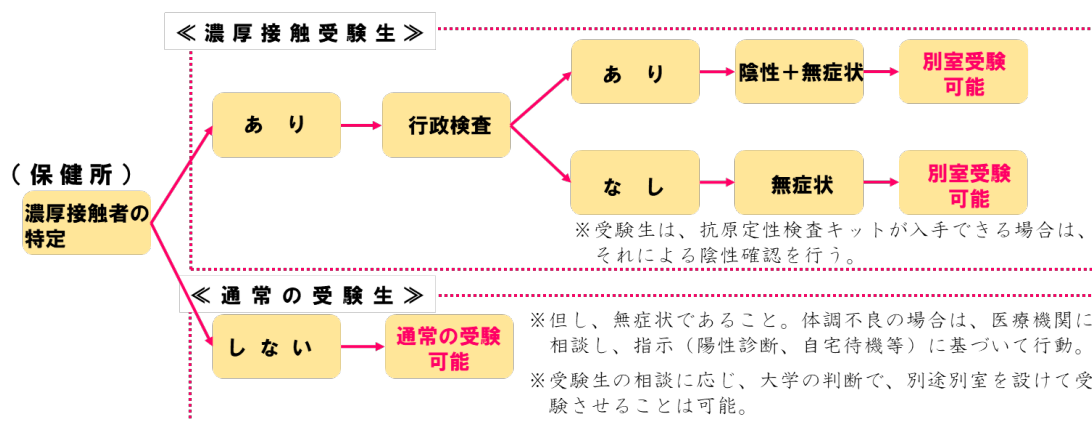 ≪濃厚接触受験生≫
あり
行政検査
あり
陰性＋無症状
別室受験
可能
なし
無症状
別室受験
可能
（保健所）
濃厚接触者の
特定
※受験生は、抗原定性検査キットが入手できる場合は、
それによる陰性確認を行う。
≪通常の受験生≫
しない
通常の受験
可能
※但し、無症状であること。体調不良の場合は、医療機関に
相談し、指示（陽性診断、自宅待機等）に基づいて行動。
※受験生の相談に応じ、大学の判断で、別途別室を設けて受
験させることは可能。